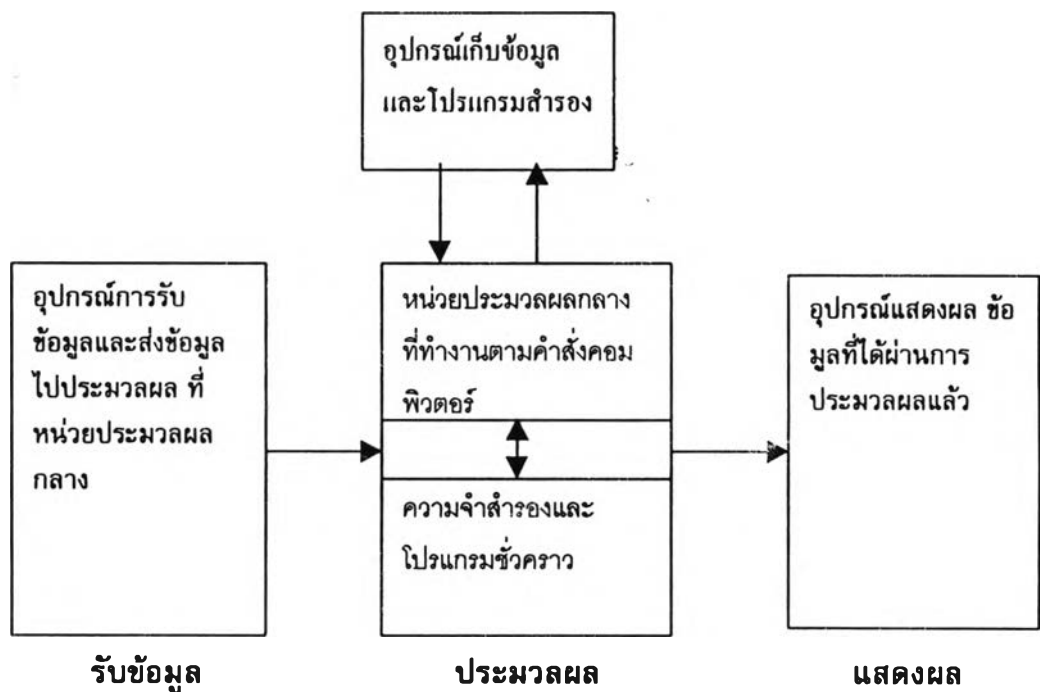 อุปกรณ์เก็บข้อมูล
และโปรแกรมสำรอง
อุปกรณ์การรับ
ข้อมูลและส่งข้อมูล
ไปประมวลผล ที่
หน่วยประมวลผล
กลาง
หน่วยประมวลผลกลาง
ที่ทำงานตามคำสั่งคอม
พิวตอร์
ความจำสำรองและ
โปรแกรมชั่วคราว
อุปกรณ์แสดงผล ข้อ
มูลที่ได้ผ่านการ
ประมวลผลแล้ว
รับข้อมูล
ประมวลผล
แสดงผล